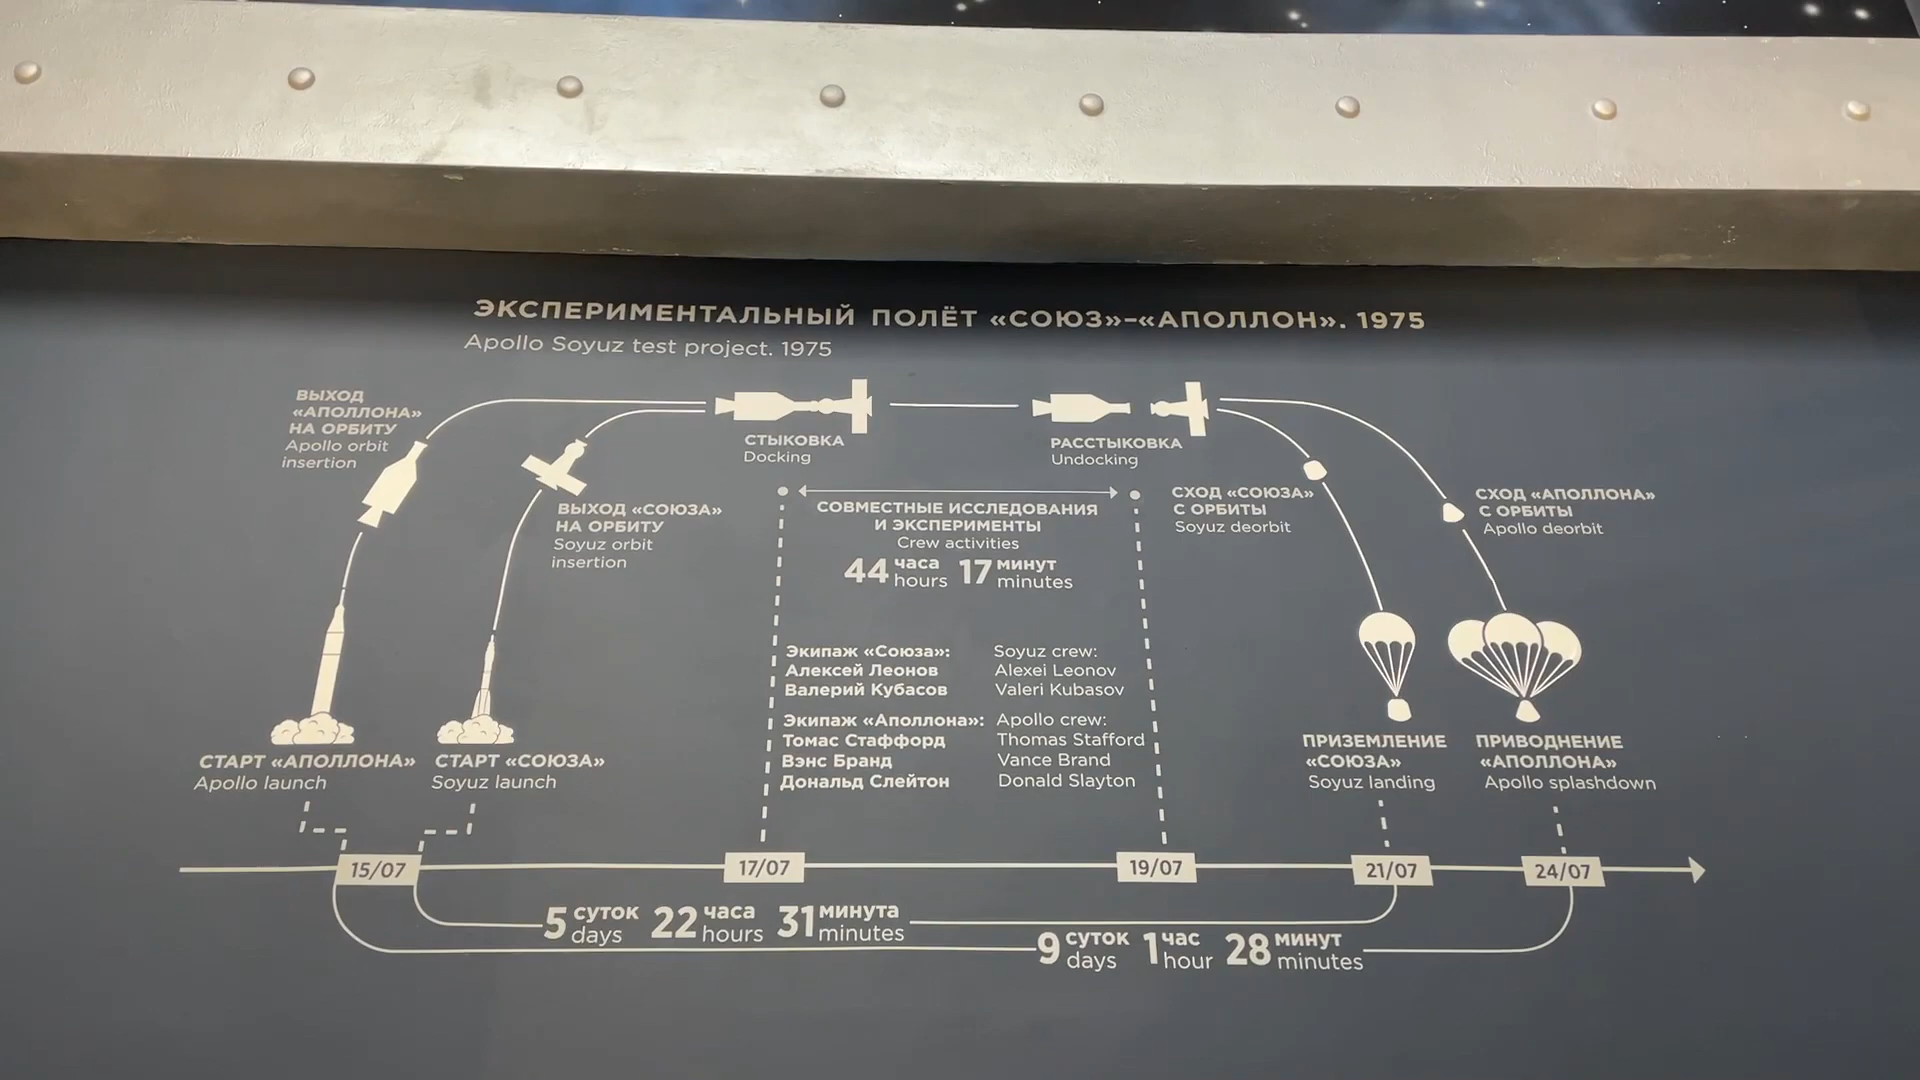 ЭКСПЕРИМЕНТАЛЬНЫЙ ПОЛЁТ «СОЮЗ»–«АПОЛЛОН». 1975
Apollo Soyuz test project. 1975
ВЫХОД
«АПОЛЛОНА»
НА ОРБИТУ
Apollo orbit
insertion
ВЫХОД «СОЮЗА»
НА ОРБИТУ
Soyuz orbit
insertion
СТЫКОВКА
Docking
РАССТЫКОВКА
Undocking
СОВМЕСТНЫЕ ИССЛЕДОВАНИЯ
И ЭКСПЕРИМЕНТЫ
Crew activities
44 часа hours 17 минут minutes
СХОД «СОЮЗА»
С ОРБИТЫ
Soyuz deorbit
СХОД «АПОЛЛОНА»
С ОРБИТЫ
Apollo deorbit
Экипаж «Союза»:
Алексей Леонов
Валерий Кубасов
Soyuz crew:
Alexei Leonov
Valeri Kubasov
Экипаж «Аполлона»:
Томас Стаффорд
Вэнс Бранд
Дональд Слейтон
Apollo crew:
Thomas Stafford
Vance Brand
Donald Slayton
СТАРТ «АПОЛЛОНА»
Apollo launch
СТАРТ «СОЮЗА»
Soyuz launch
ПРИЗЕМЛЕНИЕ
«СОЮЗА»
Soyuz landing
ПРИВОДНЕНИЕ
«АПОЛЛОНА»
Apollo splashdown
15/07
17/07
19/07
21/07
24/07
5 суток days 22 часа hours 31 минута minutes
9 суток days 1 час hour 28 минут minutes